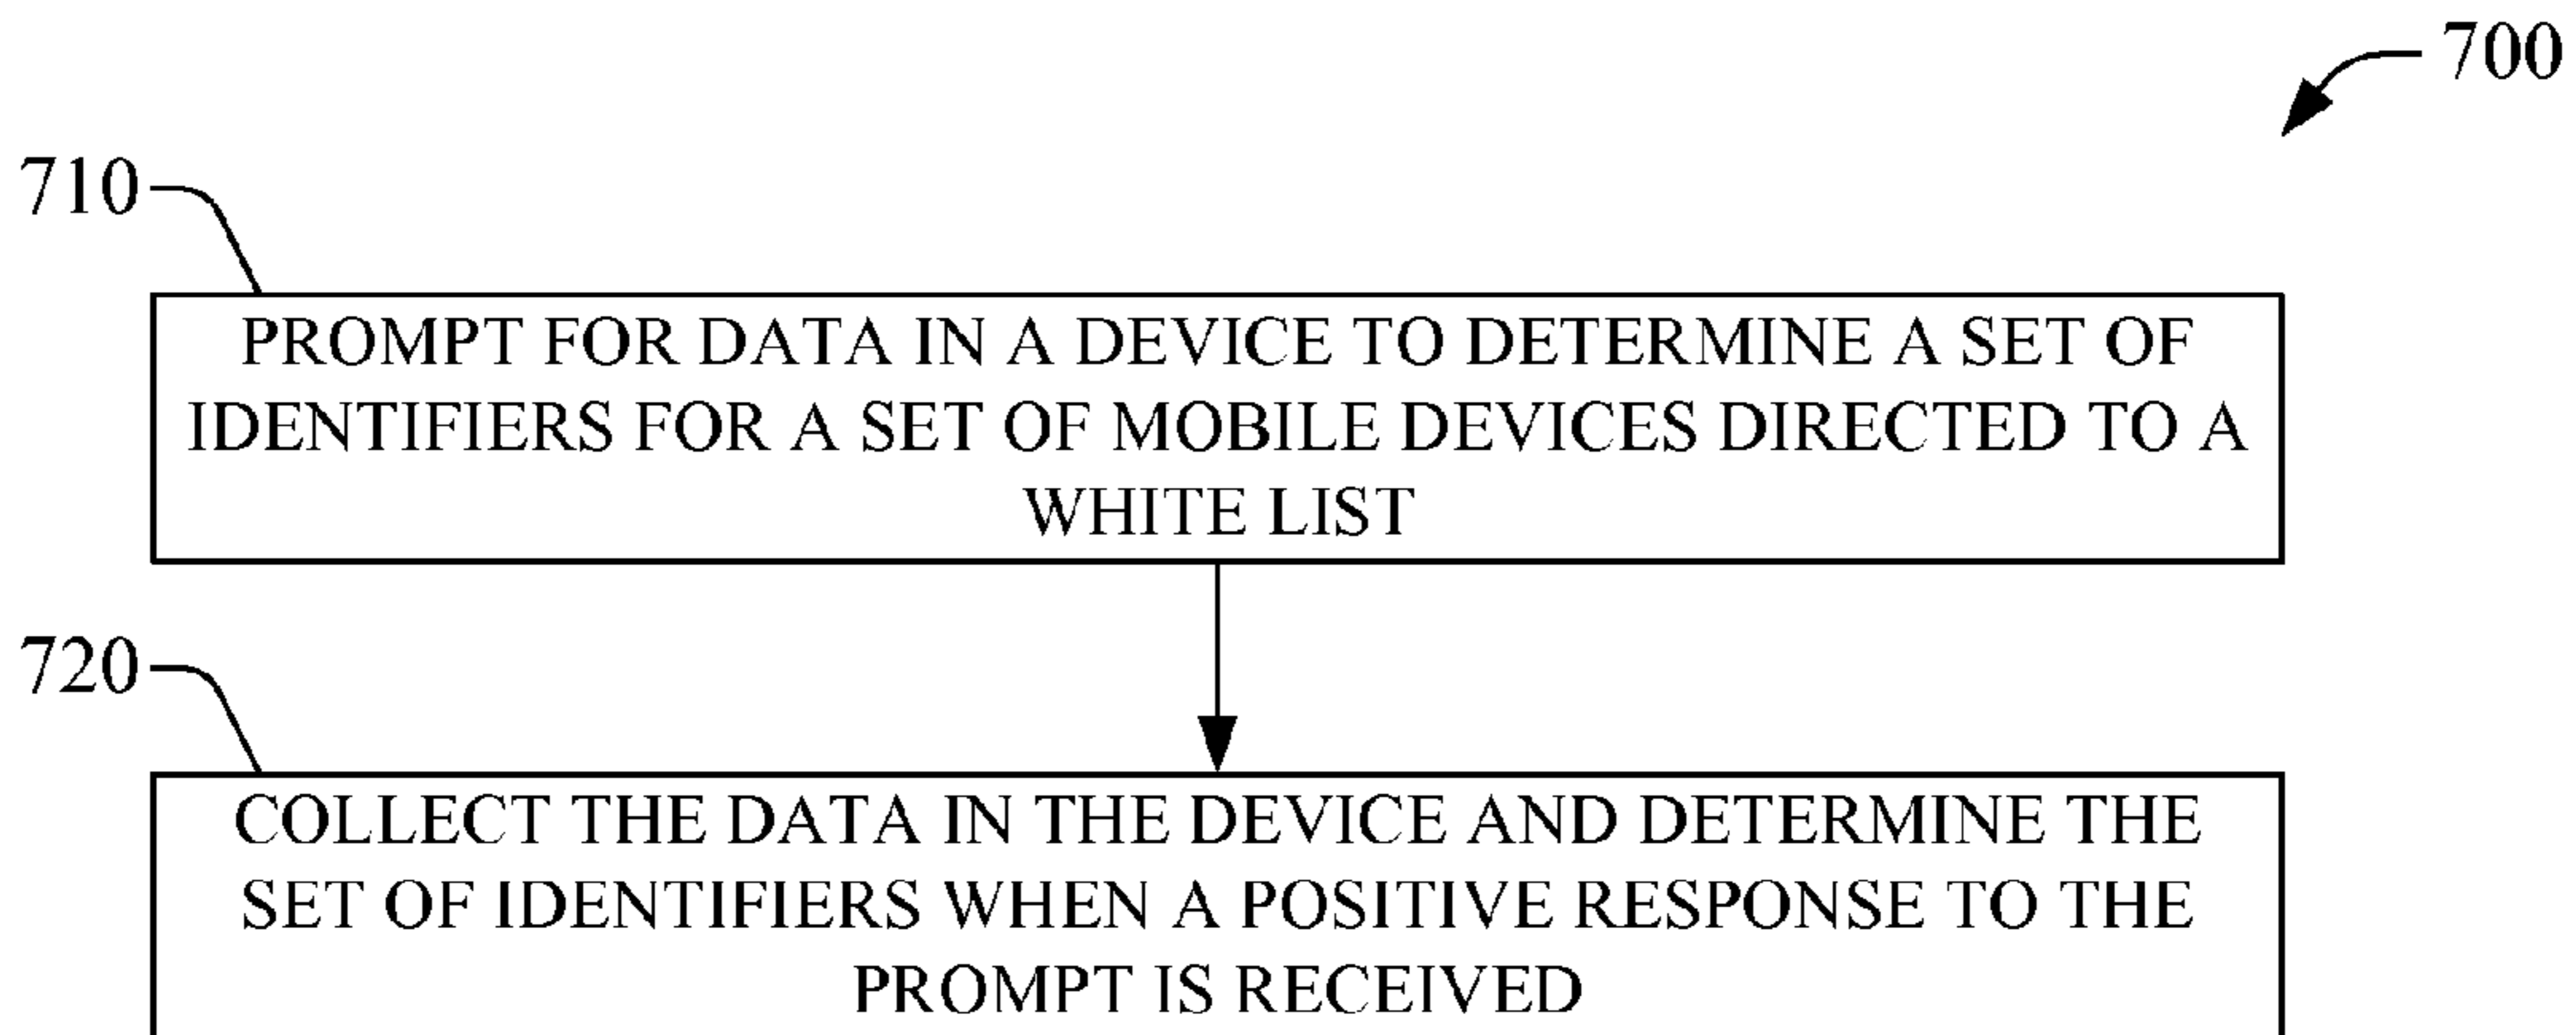 700
710
PROMPT FOR DATA IN A DEVICE TO DETERMINE A SET OF
IDENTIFIERS FOR A SET OF MOBILE DEVICES DIRECTED TO A
WHITE LIST
720
COLLECT THE DATA IN THE DEVICE AND DETERMINE THE
SET OF IDENTIFIERS WHEN A POSITIVE RESPONSE TO THE
PROMPT IS RECEIVED